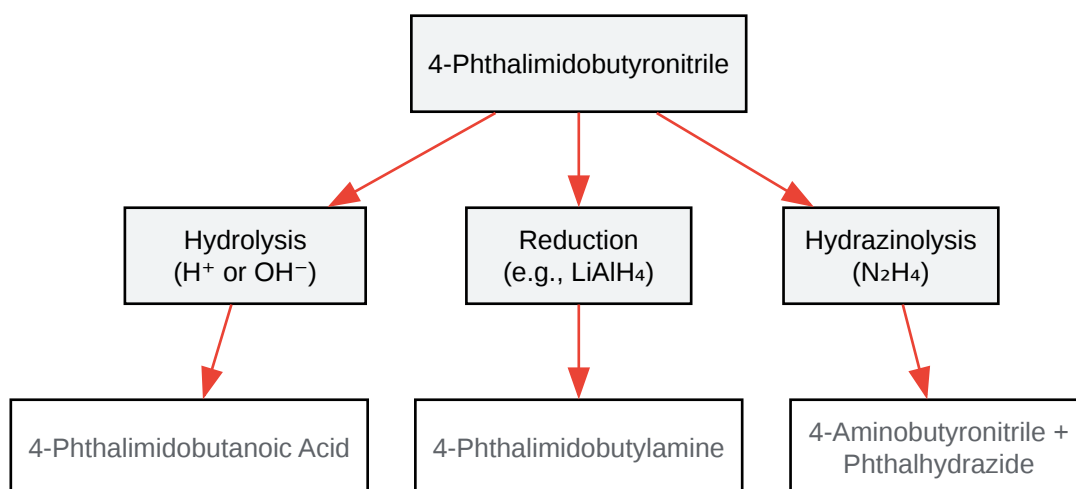 4-Phthalimidobutyronitrile
Hydrolysis
(H⁺ or OH⁻)
Reduction
(e.g., LiAlH₄)
Hydrazinolysis
(N₂H₄)
4-Phthalimidobutanoic Acid
4-Phthalimidobutylamine
4-Aminobutyronitrile +
Phthalhydrazide